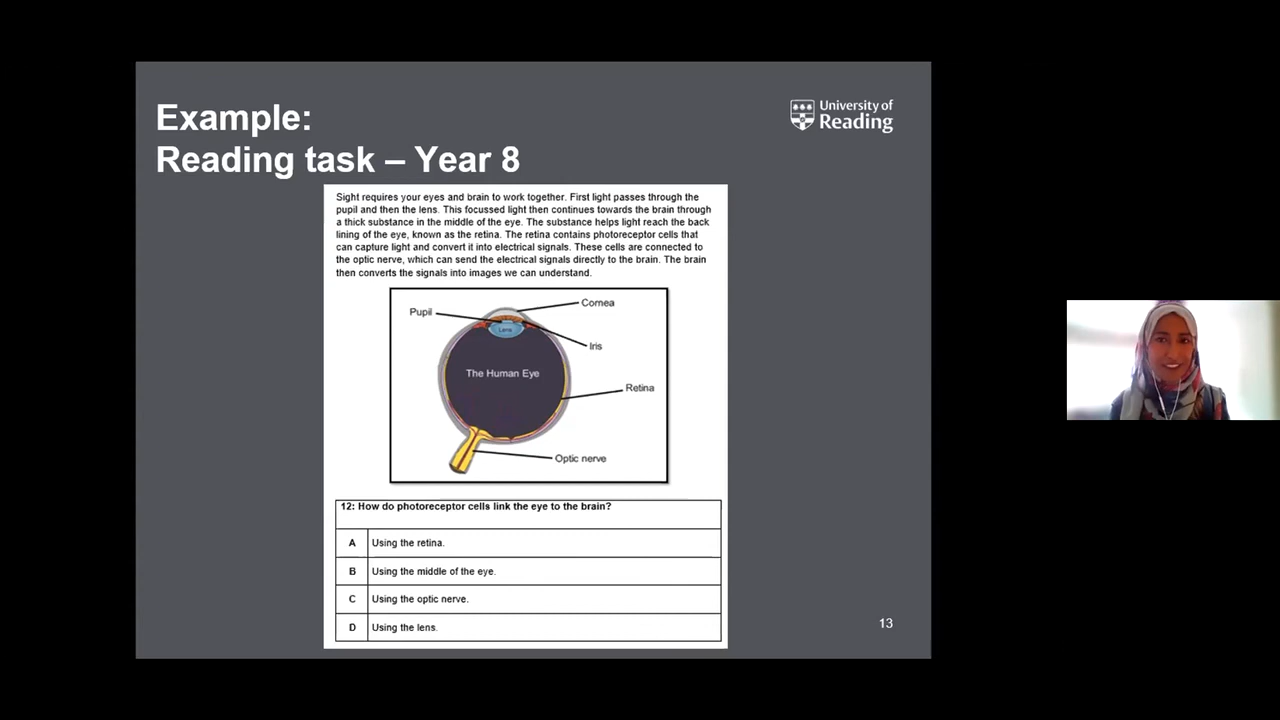 Example:
Reading task – Year 8
University of
Reading
Sight requires your eyes and brain to work together. First light passes through the
pupil and then the lens. This focussed light then continues towards the brain through
a thick substance in the middle of the eye. The substance helps light reach the back
lining of the eye, known as the retina. The retina contains photoreceptor cells that
can capture light and convert it into electrical signals. These cells are connected to
the optic nerve, which can send the electrical signals directly to the brain. The brain
then converts the signals into images we can understand.
Cornea
Pupil
Lens
Iris
The Human Eye
Retina
Optic nerve
12: How do photoreceptor cells link the eye to the brain?
A Using the retina.
B Using the middle of the eye.
C Using the optic nerve.
D Using the lens.
13